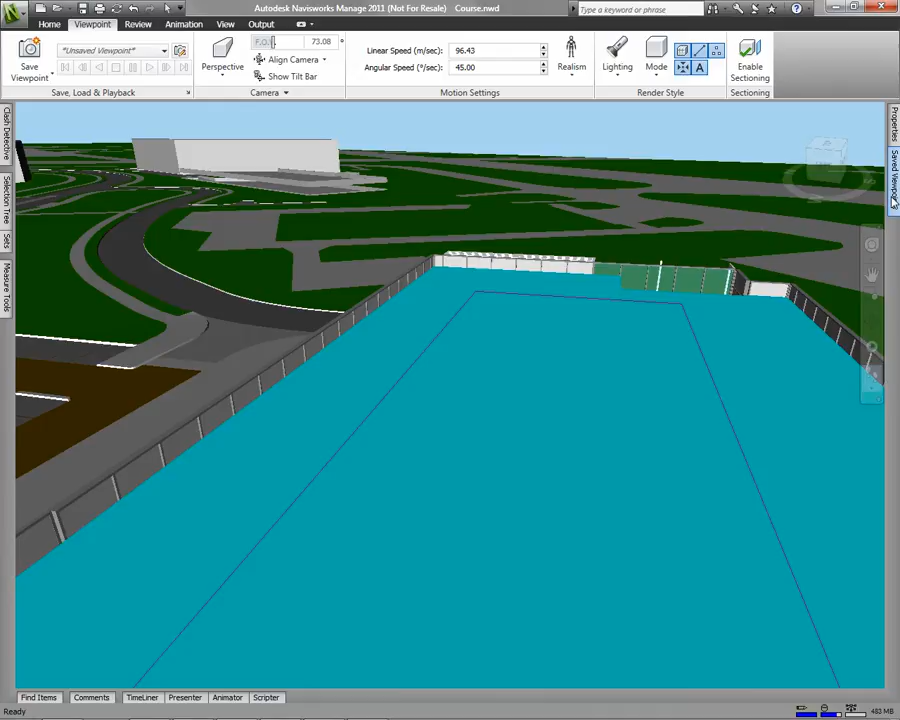 Autodesk Navisworks Manage 2011 (Not For Resale) Course.nwd
Type a keyword or phrase
Home Viewpoint Review Animation View Output
Save Viewpoint
*Unsaved Viewpoint*
Save, Load & Playback
Perspective
F.O.V. 73.08
Align Camera
Show Tilt Bar
Camera
Linear Speed (m/sec): 96.43
Angular Speed (°/sec): 45.00
Motion Settings
Realism
Lighting
Mode
A
Render Style
Enable Sectioning
Sectioning
Clash Detective
Selection Tree
Sets
Measure Tools
Properties
Saved Viewpoints
Find Items Comments TimeLiner Presenter Animator Scripter
Ready
483 MB